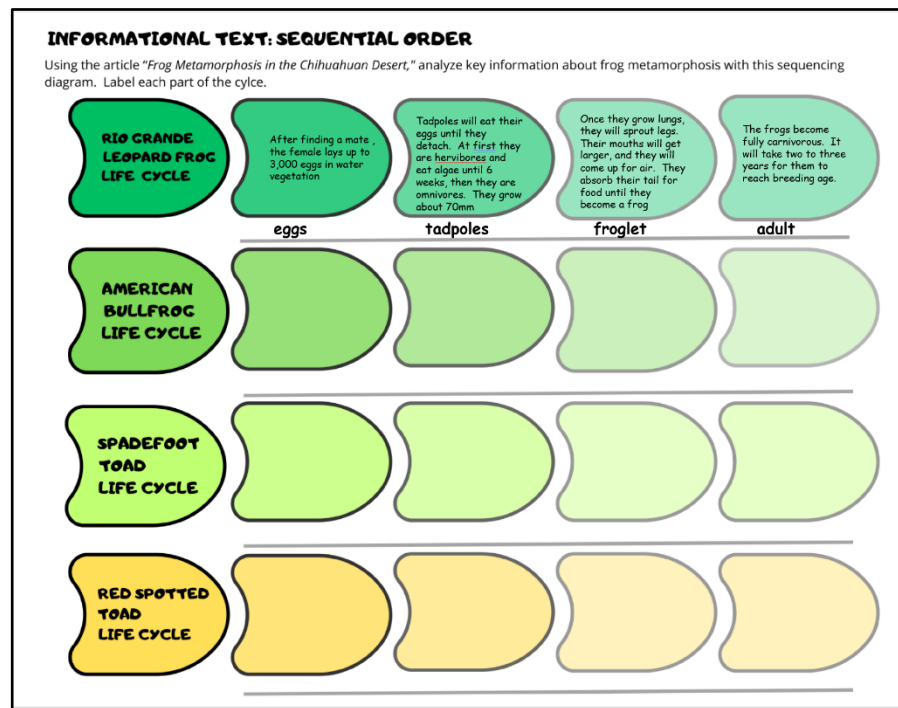 INFORMATIONAL TEXT: SEQUENTIAL ORDER
Using the article "Frog Metamorphosis in the Chihuahuan Desert," analyze key information about frog metamorphosis with this sequencing
diagram. Label each part of the cylce.
RIO GRANDE
LEOPARD FROG
LIFE CYCLE
After finding a mate ,
the female lays up to
3,000 eggs in water
vegetation
Tadpoles will eat their
eggs until they
detach. At first they
are hervibores and
eat algae until 6
weeks, then they are
omnivores. They grow
about 70mm
Once they grow lungs,
they will sprout legs.
Their mouths will get
larger, and they will
come up for air. They
absorb their tail for
food until they
become a frog
The frogs become
fully carnivorous. It
will take two to three
years for them to
reach breeding age.
eggs
tadpoles
froglet
adult
AMERICAN
BULLFROG
LIFE CYCLE
SPADEFOOT
TOAD
LIFE CYCLE
RED SPOTTED
TOAD
LIFE CYCLE